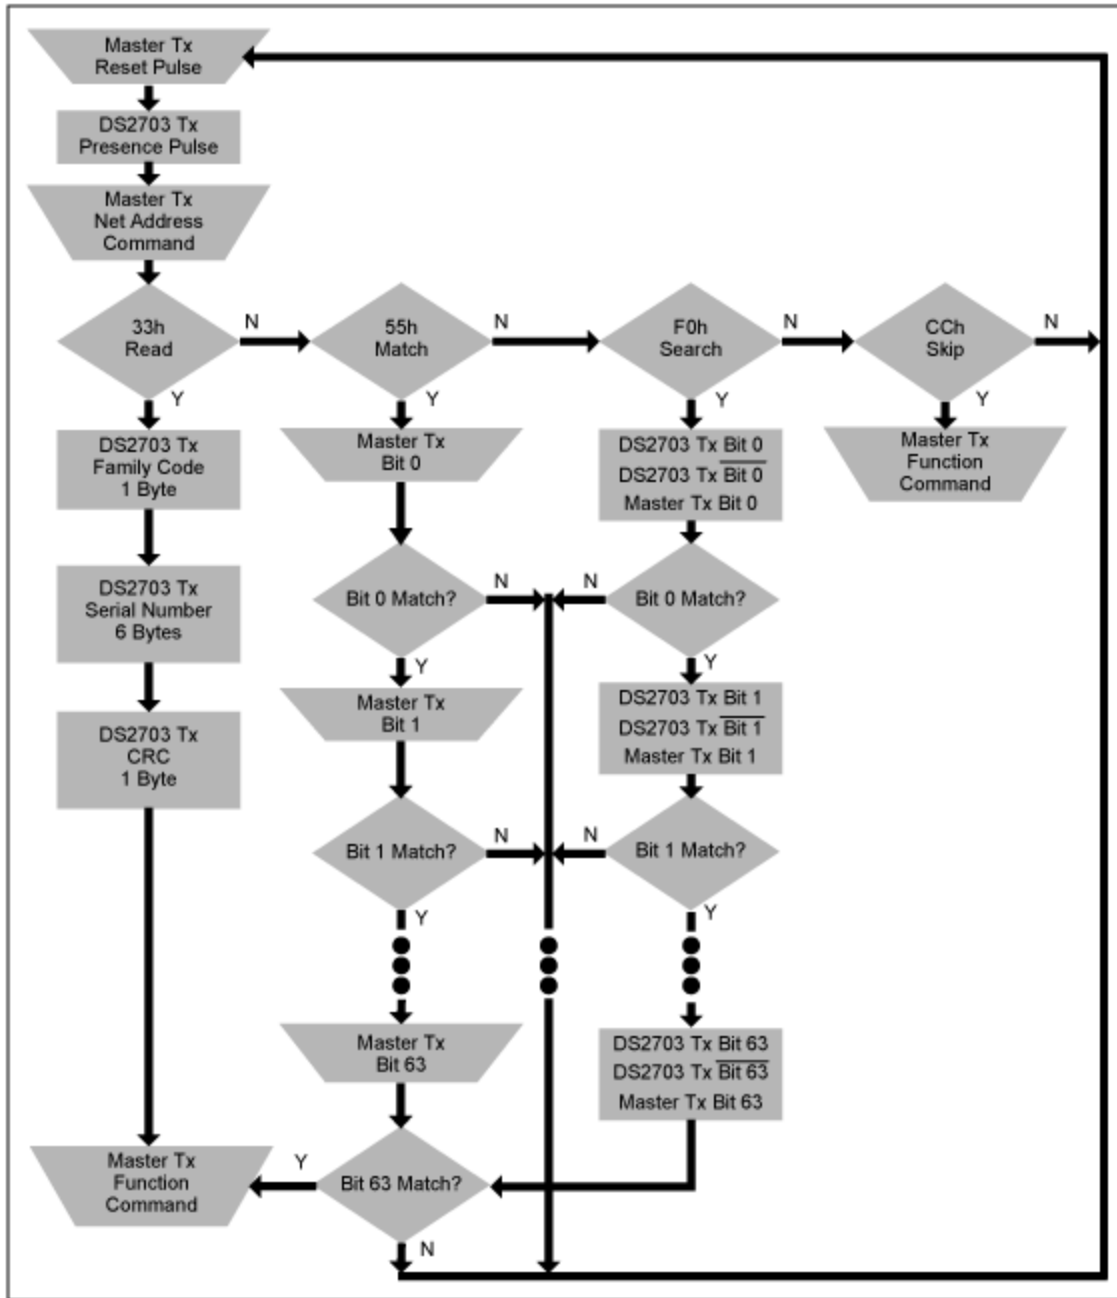 Master Tx
Reset Pulse
DS2703 Tx
Presence Pulse
Master Tx
Net Address
Command
33h
Read
N
Y
55h
Match
N
Y
F0h
Search
N
Y
CCh
Skip
N
Y
DS2703 Tx
Family Code
1 Byte
DS2703 Tx
Serial Number
6 Bytes
DS2703 Tx
CRC
1 Byte
Master Tx
Function
Command
Master Tx
Bit 0
Bit 0 Match?
N
Y
Master Tx
Bit 1
Bit 1 Match?
N
Y
Master Tx
Bit 63
Bit 63 Match?
Y
N
DS2703 Tx Bit 0
DS2703 Tx B̅i̅t̅ ̅0̅
Master Tx Bit 0
Bit 0 Match?
N
Y
DS2703 Tx Bit 1
DS2703 Tx B̅i̅t̅ ̅1̅
Master Tx Bit 1
Bit 1 Match?
N
Y
DS2703 Tx Bit 63
DS2703 Tx B̅i̅t̅ ̅6̅3̅
Master Tx Bit 63
Master Tx
Function
Command